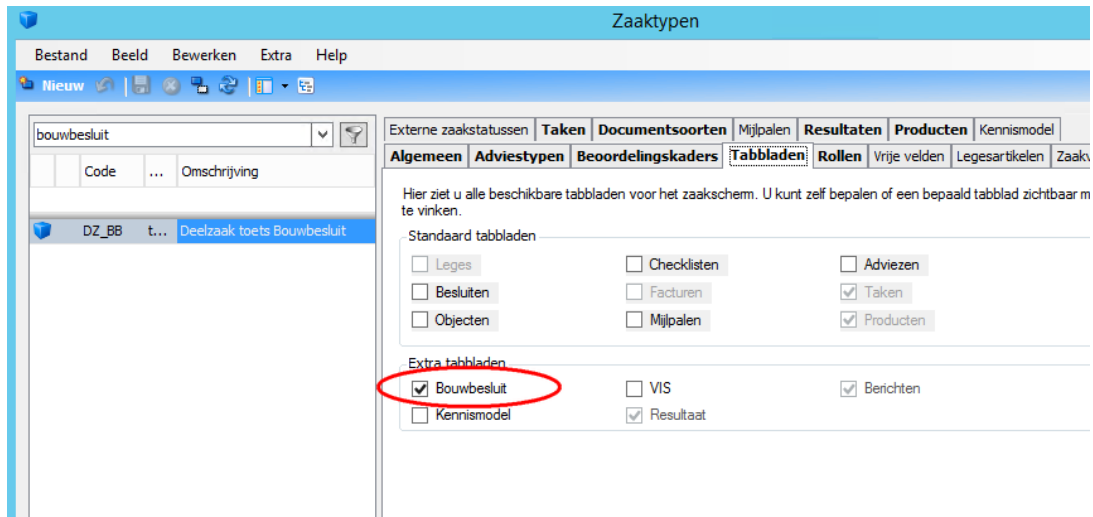 Zaaktypen
Bestand Beeld Bewerken Extra Help
Nieuw
bouwbesluit
Externe zaakstatussen Taken Documentsoorten Mijlpalen Resultaten Producten Kennismodel
Algemeen Adviestypen Beoordelingskaders Tabbladen Rollen Vrije velden Legesartikelen Zaakv
Code ... Omschrijving
Hier ziet u alle beschikbare tabbladen voor het zaakscherm. U kunt zelf bepalen of een bepaald tabblad zichtbaar m
te vinken.
DZ_BB t... Deelzaak toets Bouwbesluit
Standaard tabbladen
Leges Checklisten Adviezen
Besluiten Facturen Taken
Objecten Mijlpalen Producten
Extra tabbladen
Bouwbesluit VIS Berichten
Kennismodel Resultaat